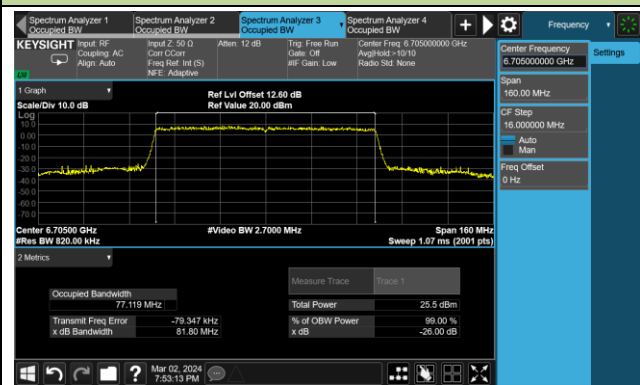 Spectrum Analyzer 1
Occupied BW
Spectrum Analyzer 2
Occupied BW
Spectrum Analyzer 3
Occupied BW
Spectrum Analyzer 4
Occupied BW
Frequency
KEYSIGHT
Input: RF
Coupling: AC
Align: Auto
Input Z: 50 Ω
Corr CCorr
Freq Ref: Int (S)
NFE: Adaptive
Atten: 12 dB
Trig: Free Run
Gate: Off
#IF Gain: Low
Center Freq: 6.705000000 GHz
Avg|Hold:>10/10
Radio Std: None
Center Frequency
6.705000000 GHz
Settings
Span
160.00 MHz
CF Step
16.000000 MHz
Auto
Man
Freq Offset
0 Hz
1 Graph
Scale/Div 10.0 dB
Ref Lvl Offset 12.60 dB
Ref Value 20.00 dBm
Log
10.0
0.00
-10.0
-20.0
-30.0
-40.0
-50.0
-60.0
-70.0
Center 6.70500 GHz
#Res BW 820.00 kHz
#Video BW 2.7000 MHz
Span 160 MHz
Sweep 1.07 ms (2001 pts)
2 Metrics
Measure Trace
Trace 1
Occupied Bandwidth
77.119 MHz
Total Power
25.5 dBm
Transmit Freq Error
-79.347 kHz
% of OBW Power
99.00 %
x dB Bandwidth
81.80 MHz
x dB
-26.00 dB
Mar 02, 2024
7:53:13 PM